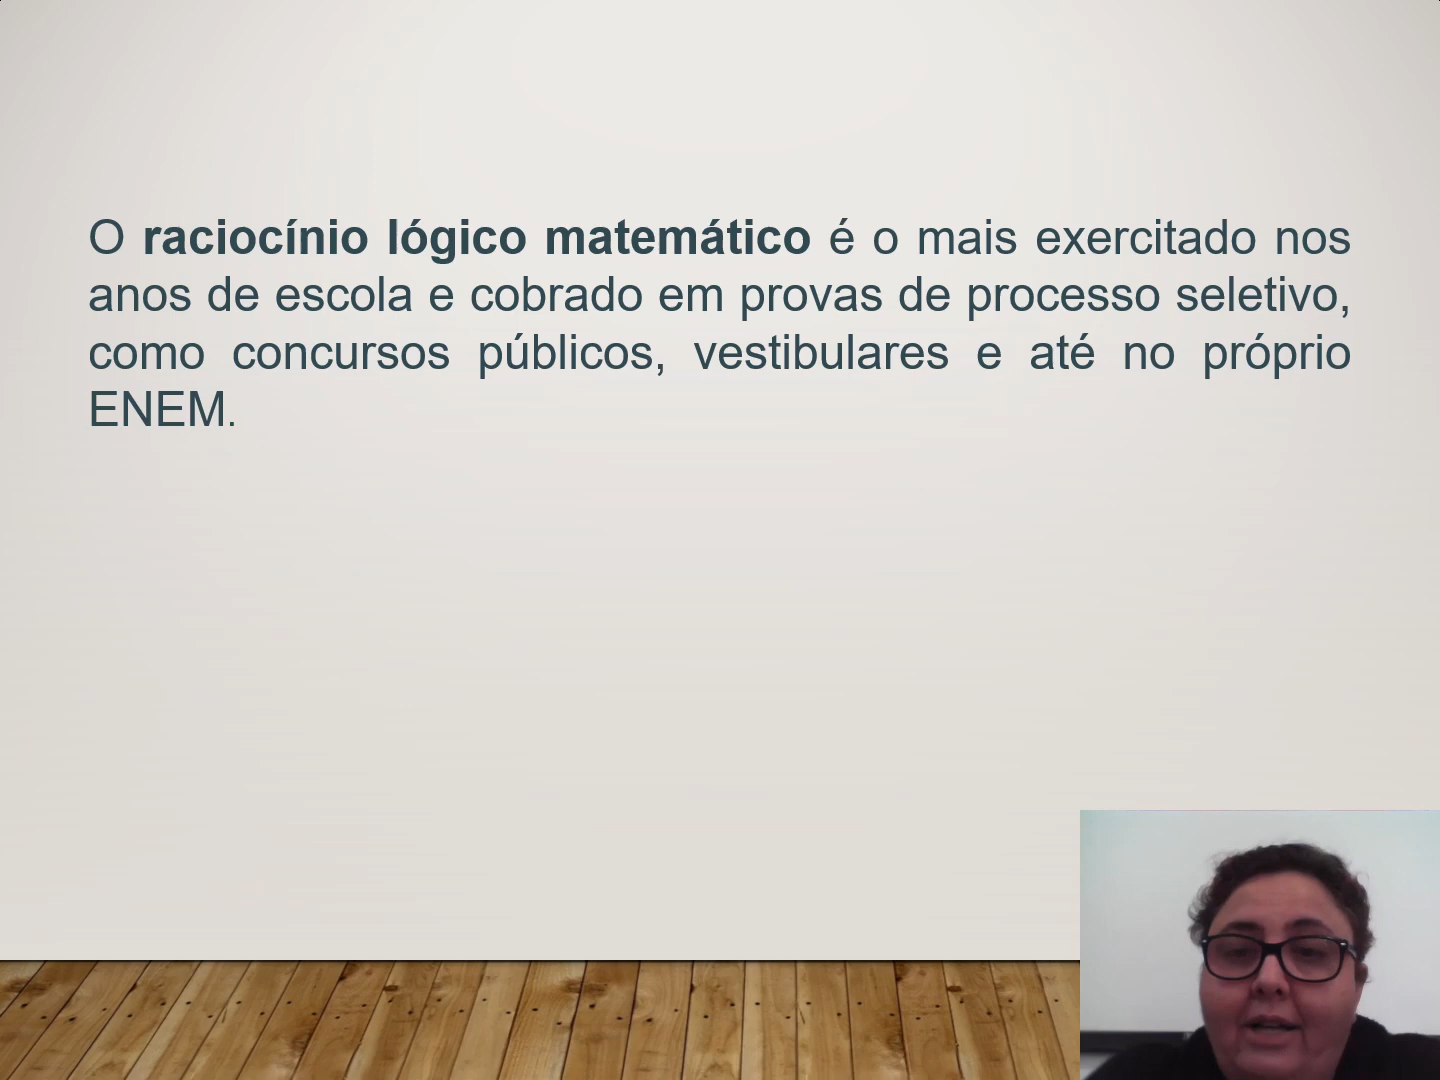 O raciocínio lógico matemático é o mais exercitado nos
anos de escola e cobrado em provas de processo seletivo,
como concursos públicos, vestibulares e até no próprio
ENEM.